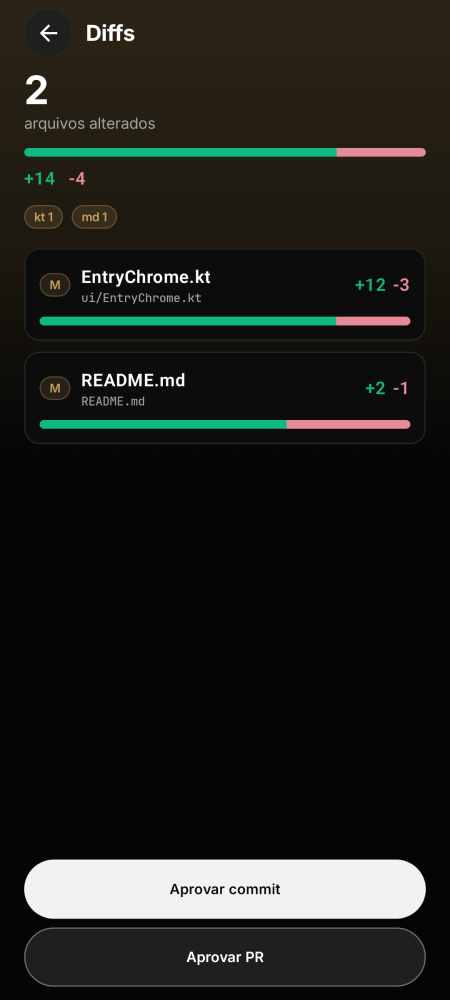 Diffs
2
arquivos alterados
+14 -4
kt 1 md 1
M EntryChrome.kt +12 -3
ui/EntryChrome.kt
M README.md +2 -1
README.md
Aprovar commit
Aprovar PR